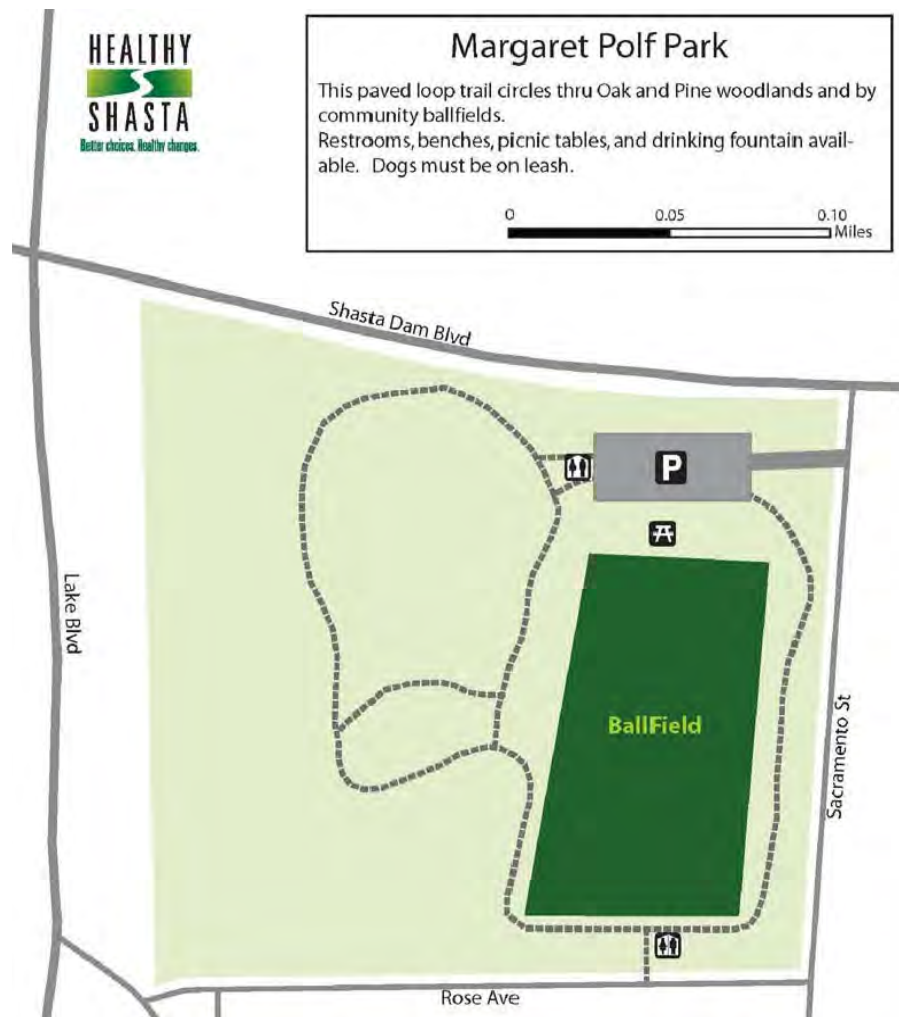 HEALTHY
SHASTA
Better choices. Healthy changes.
Margaret Polf Park
This paved loop trail circles thru Oak and Pine woodlands and by
community ballfields.
Restrooms, benches, picnic tables, and drinking fountain avail-
able. Dogs must be on leash.
0 0.05 0.10
Miles
Shasta Dam Blvd
P
Lake Blvd
BallField
Sacramento St
Rose Ave